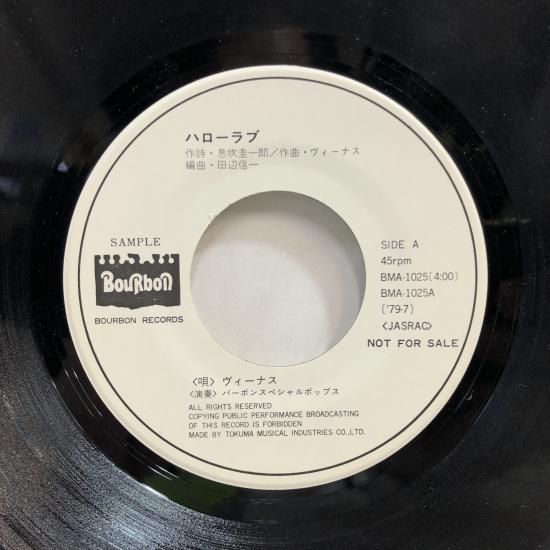 ハローラブ
作詩・息吹圭一郎／作曲・ヴィーナス
編曲・田辺信一
SAMPLE
BouRboN
BOURBON RECORDS
SIDE A
45rpm
BMA-1025(4:00)
BMA-1025A
('79・7)
<JASRAC>
NOT FOR SALE
〈唄〉ヴィーナス
〈演奏〉バーボンスペシャルポップス
ALL RIGHTS RESERVED
COPYING PUBLIC PERFORMANCE BROADCASTING
OF THIS RECORD IS FORBIDDEN
MADE BY TOKUMA MUSICAL INDUSTRIES CO.,LTD.